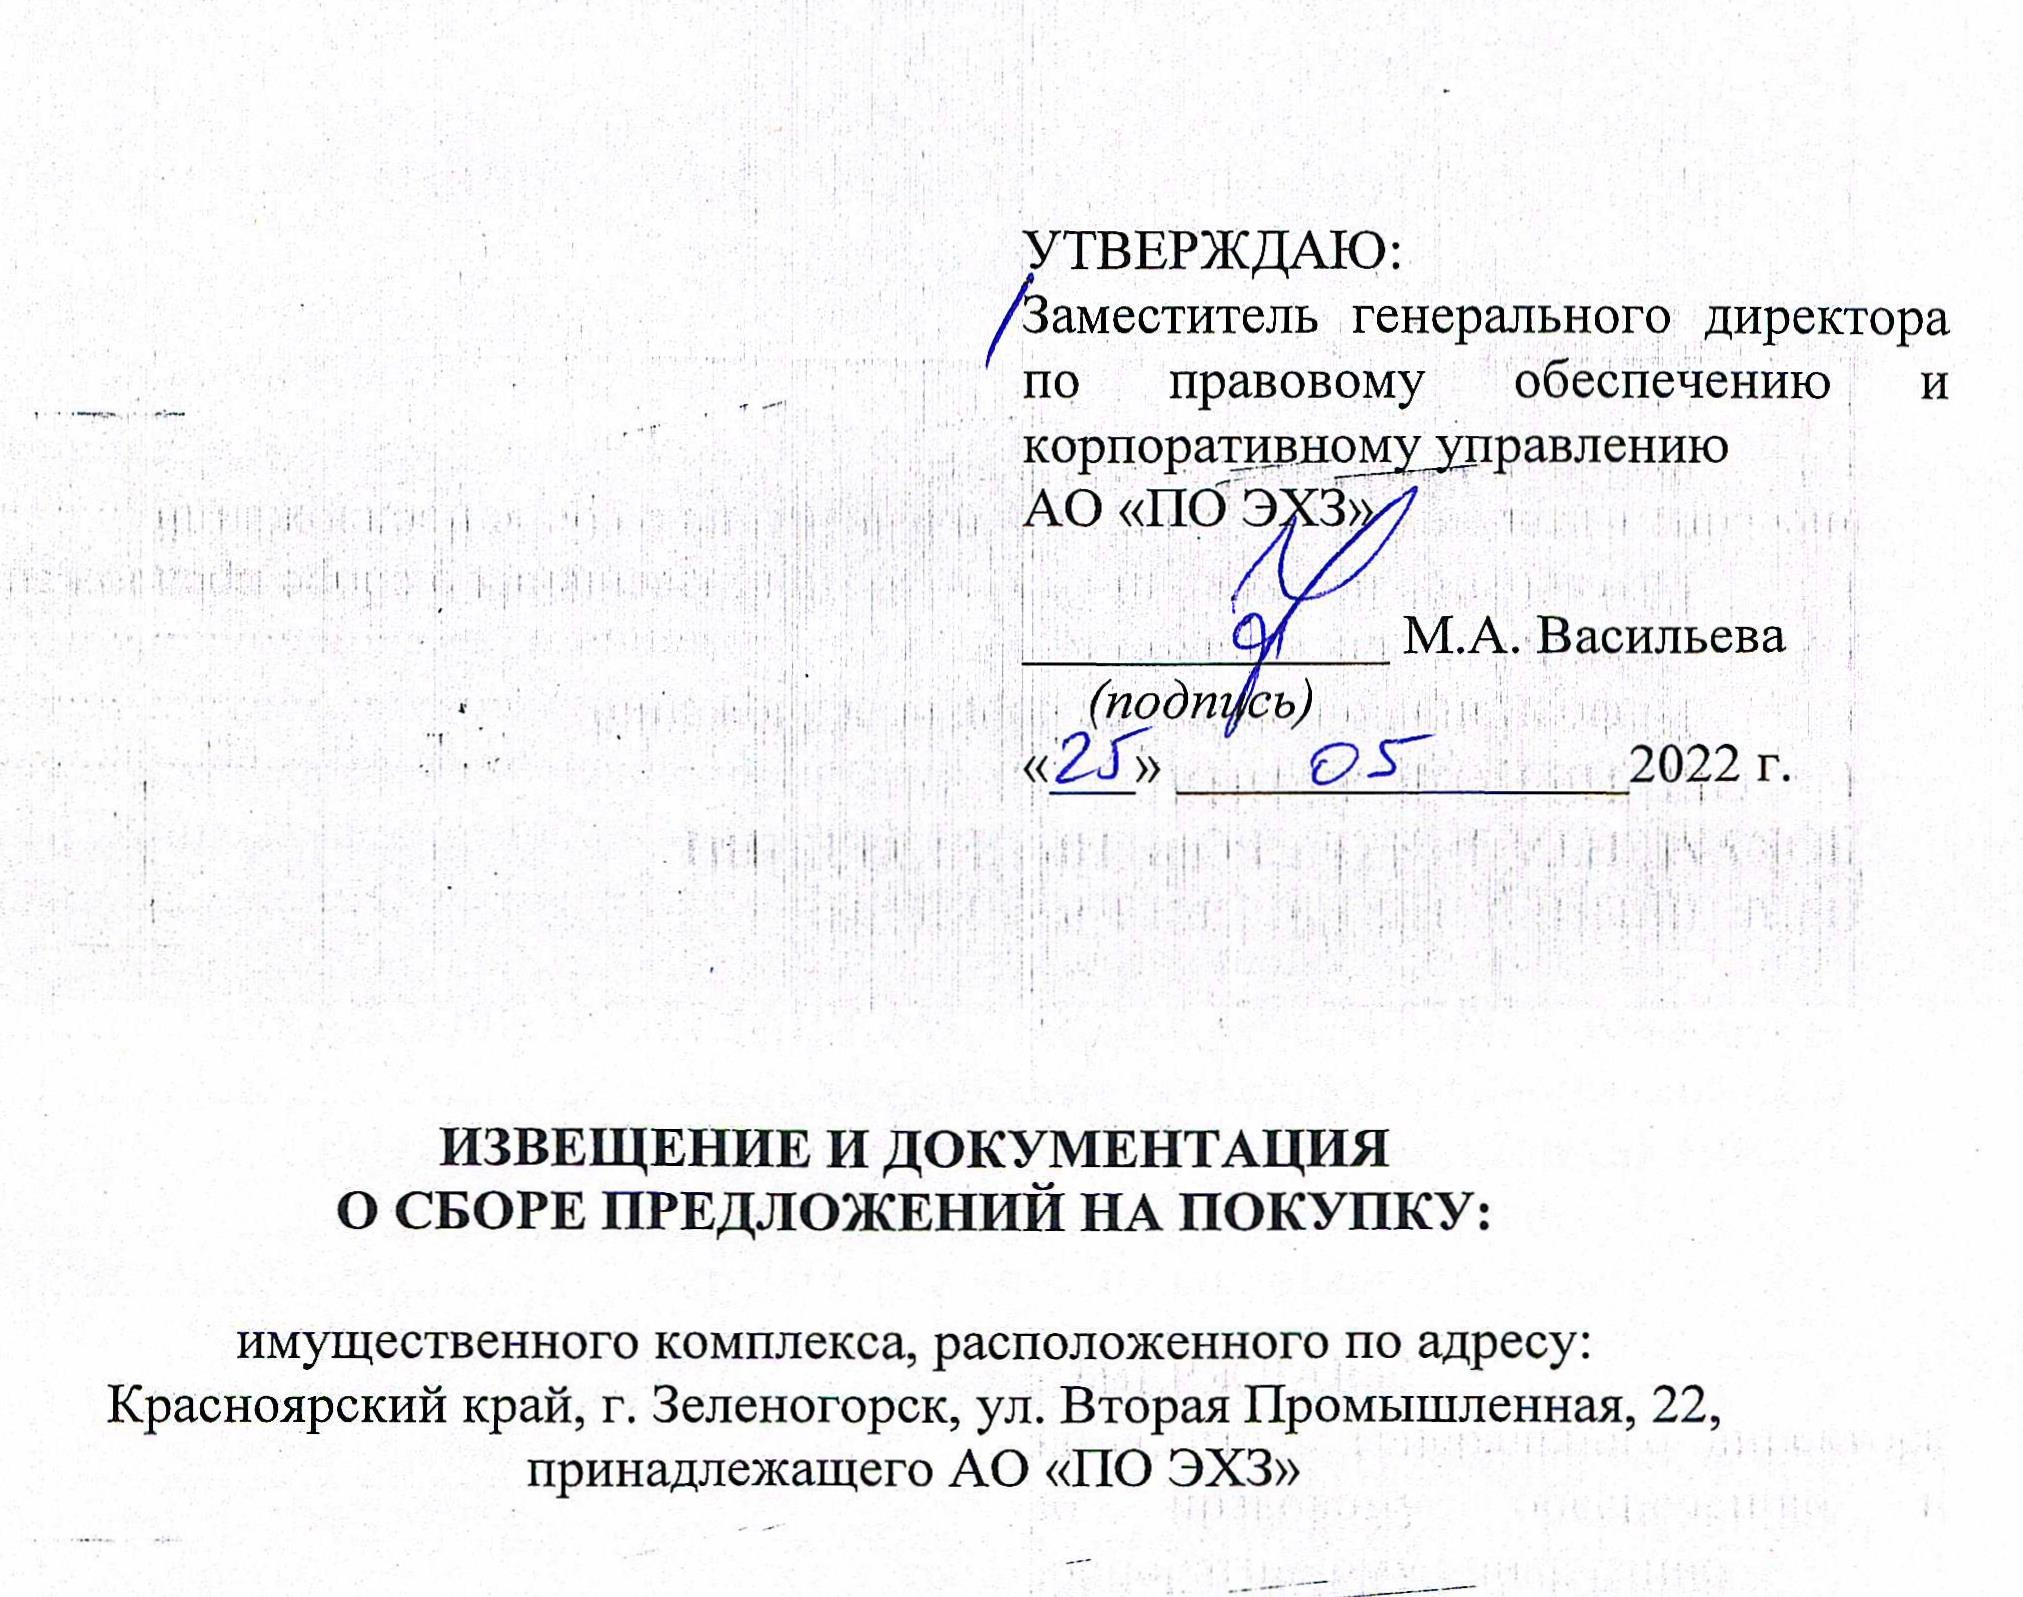 УТВЕРЖДАЮ:
Заместитель генерального директора
по правовому обеспечению и
корпоративному управлению
АО «ПО ЭХЗ»
М.А. Васильева
(подпись)
«25» 05 2022 г.
ИЗВЕЩЕНИЕ И ДОКУМЕНТАЦИЯ
О СБОРЕ ПРЕДЛОЖЕНИЙ НА ПОКУПКУ:
имущественного комплекса, расположенного по адресу:
Красноярский край, г. Зеленогорск, ул. Вторая Промышленная, 22,
принадлежащего АО «ПО ЭХЗ»